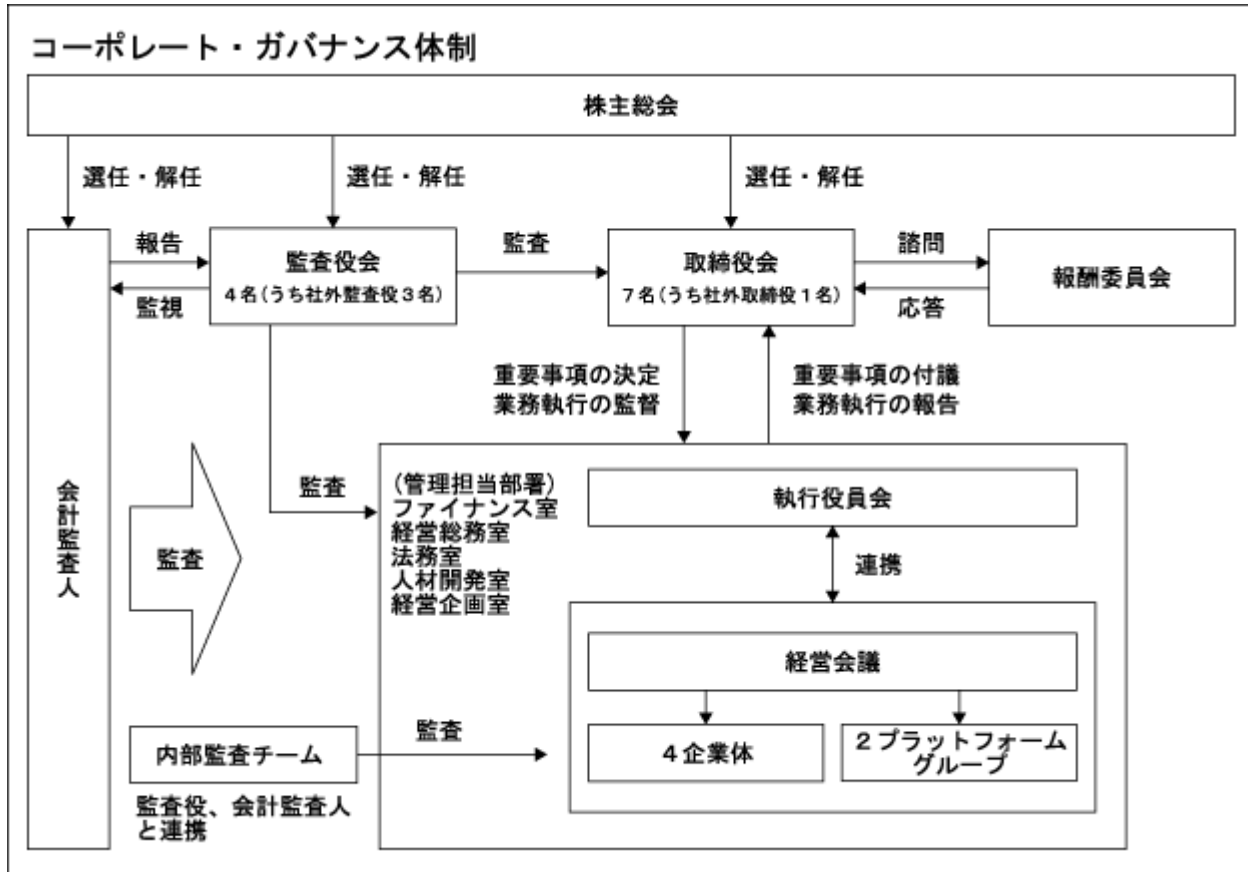 コーポレート・ガバナンス体制
株主総会
選任・解任
選任・解任
選任・解任
報告
監視
監査役会
4名(うち社外監査役3名)
監査
取締役会
7名(うち社外取締役1名)
諮問
応答
報酬委員会
重要事項の決定
業務執行の監督
重要事項の付議
業務執行の報告
会計監査人
監査
監査
(管理担当部署)
ファイナンス室
経営総務室
法務室
人材開発室
経営企画室
執行役員会
連携
経営会議
4企業体
2プラットフォーム
グループ
内部監査チーム
監査
監査役、会計監査人
と連携